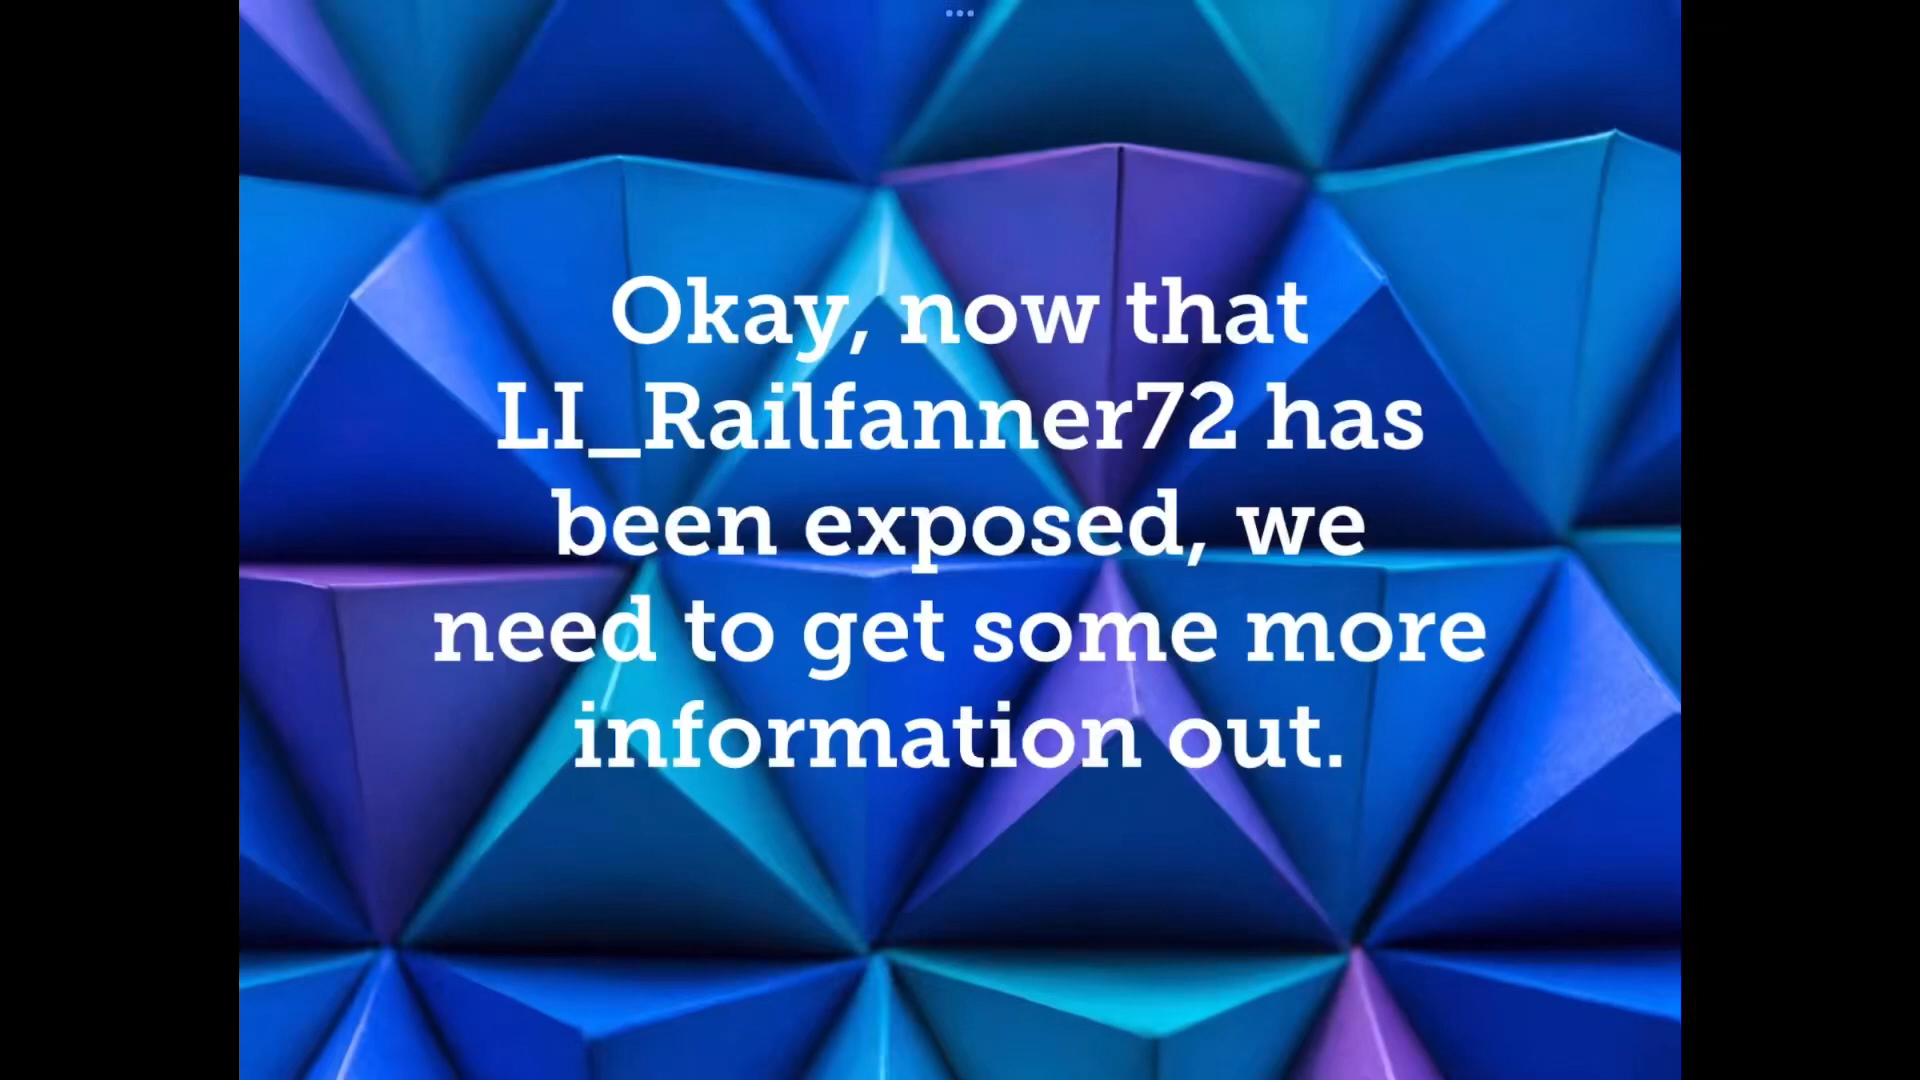 Okay, now that
LI_Railfanner72 has
been exposed, we
need to get some more
information out.